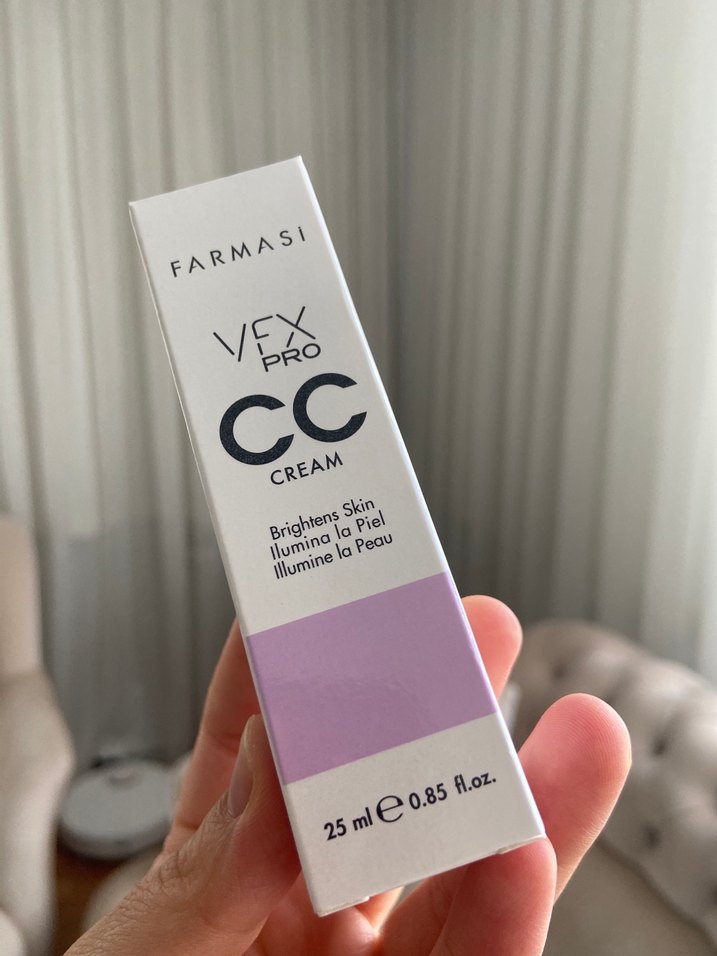 FARMASi
VFX
PRO
CC
CREAM
Brightens Skin
Ilumina la Piel
Illumine la Peau
25 ml ℮ 0.85 fl.oz.